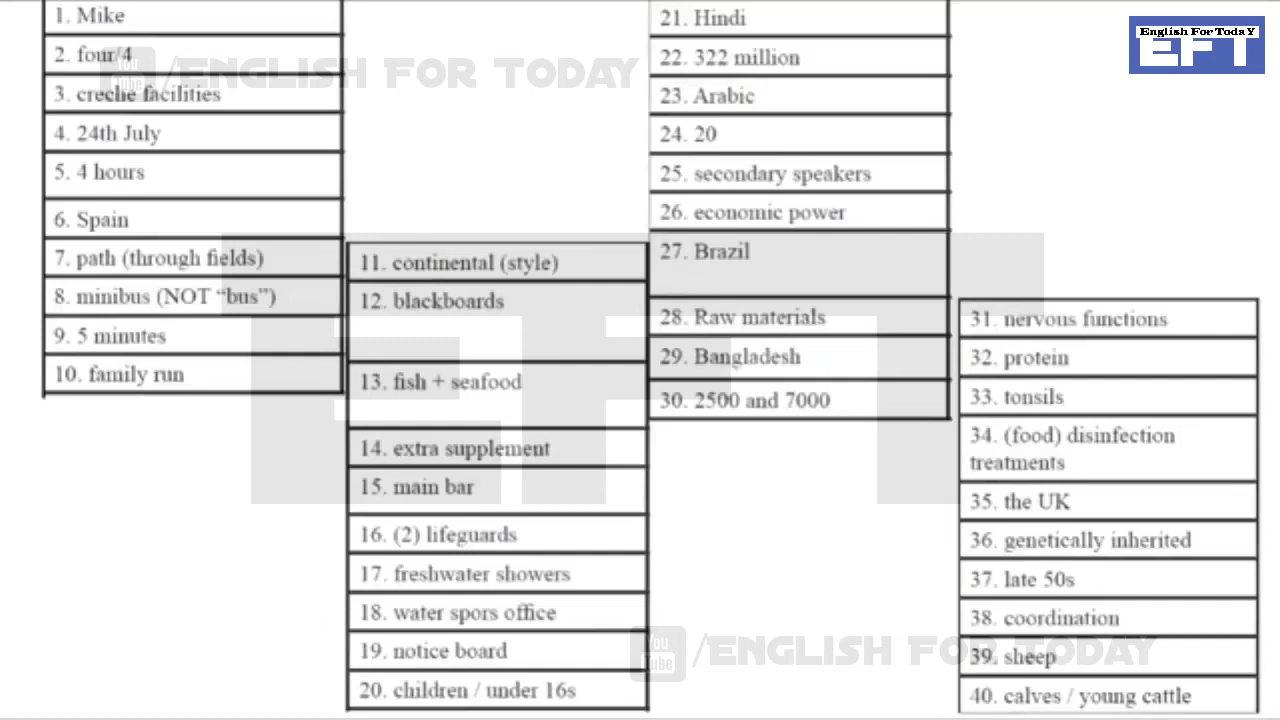 1. Mike
2. four/4
3. creche facilities
4. 24th July
5. 4 hours
6. Spain
7. path (through fields)
8. minibus (NOT “bus”)
9. 5 minutes
10. family run
11. continental (style)
12. blackboards
13. fish + seafood
14. extra supplement
15. main bar
16. (2) lifeguards
17. freshwater showers
18. water spors office
19. notice board
20. children / under 16s
21. Hindi
22. 322 million
23. Arabic
24. 20
25. secondary speakers
26. economic power
27. Brazil
28. Raw materials
29. Bangladesh
30. 2500 and 7000
31. nervous functions
32. protein
33. tonsils
34. (food) disinfection
treatments
35. the UK
36. genetically inherited
37. late 50s
38. coordination
39. sheep
40. calves / young cattle
English For TodaY
EFT
You
Tube
/ENGLISH FOR TODAY
EFT
You
Tube
/ENGLISH FOR TODAY